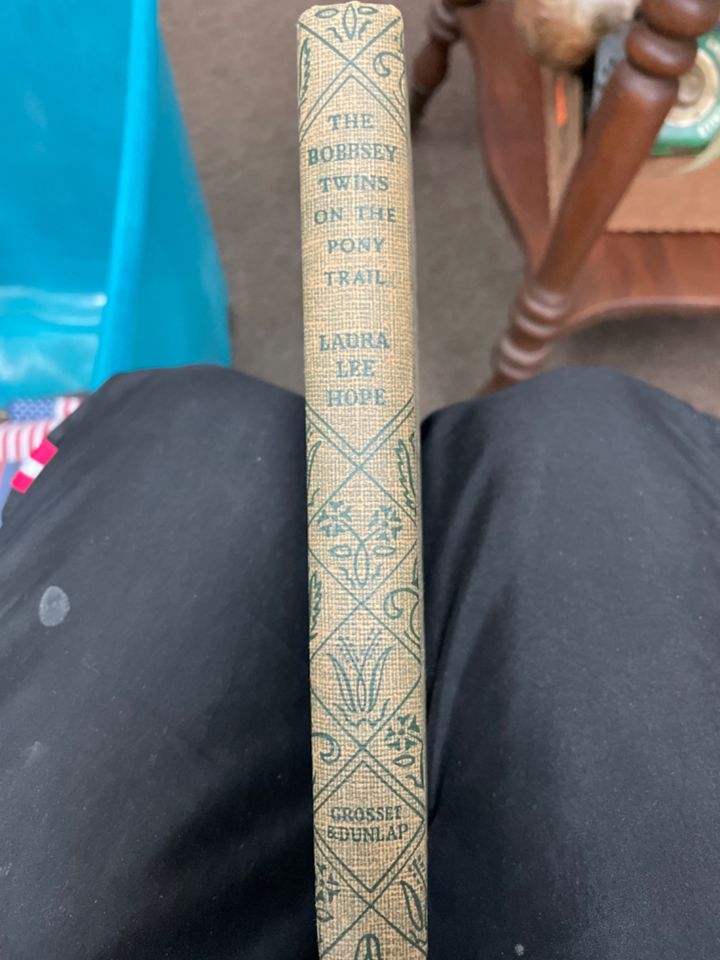 THE
BOBBSEY
TWINS
ON THE
PONY
TRAIL
LAURA
LEE
HOPE
GROSSET
& DUNLAP